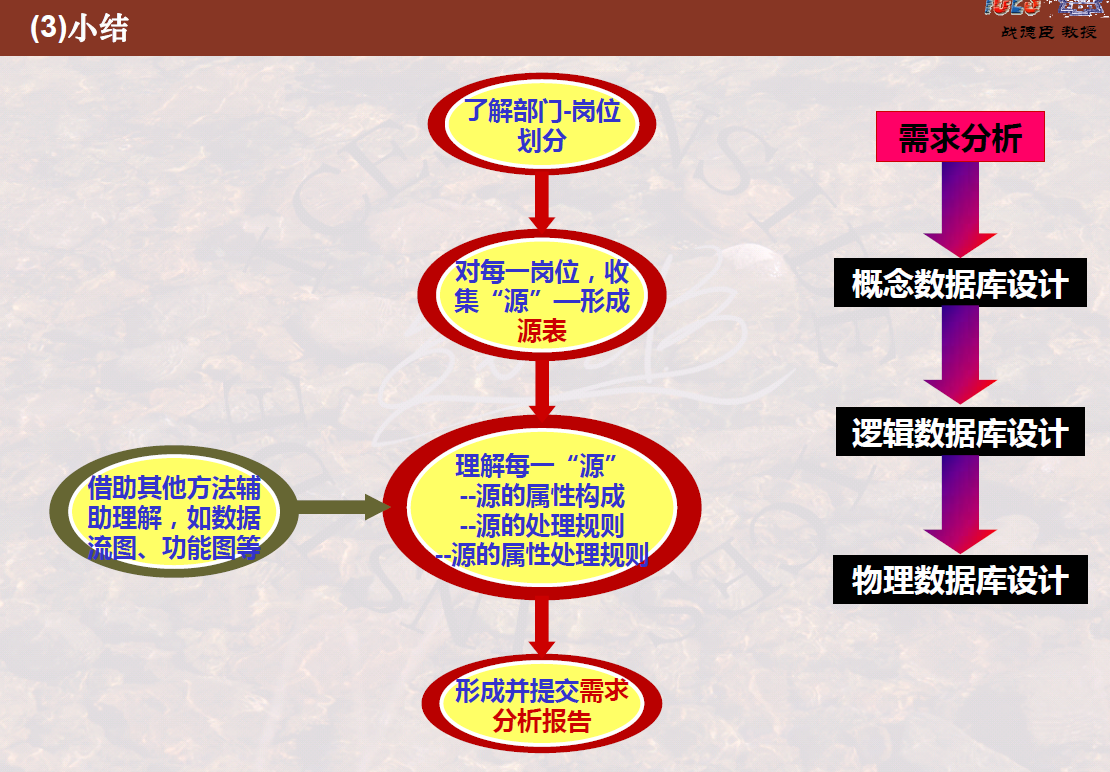 (3)小结
战德臣 教授
了解部门-岗位
划分
对每一岗位，收
集“源”—形成
源表
理解每一“源”
--源的属性构成
--源的处理规则
--源的属性处理规则
借助其他方法辅
助理解，如数据
流图、功能图等
形成并提交需求
分析报告
需求分析
概念数据库设计
逻辑数据库设计
物理数据库设计